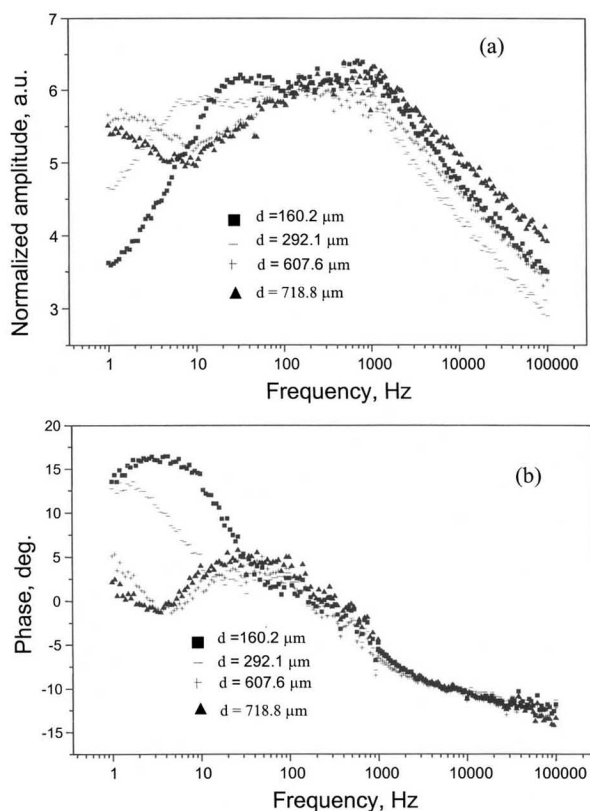 (a)
Normalized amplitude, a.u.
7
6
5
4
3
d =160.2 µm
d = 292.1 µm
d = 607.6 µm
d = 718.8 µm
1 10 100 1000 10000 100000
Frequency, Hz
(b)
Phase, deg.
20
15
10
5
0
-5
-10
-15
d =160.2 µm
d = 292.1 µm
d = 607.6 µm
d = 718.8 µm
1 10 100 1000 10000 100000
Frequency, Hz